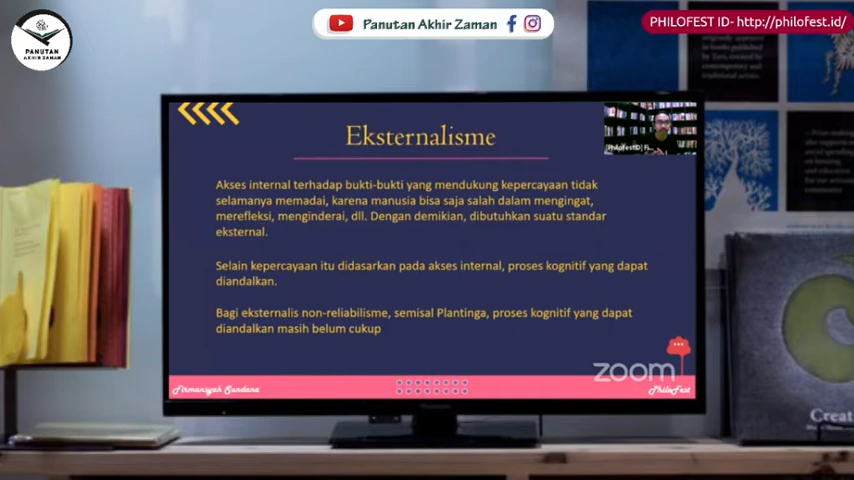 PANUTAN
AKHIR ZAMAN
Panutan Akhir Zaman
PHILOFEST ID- http://philofest.id/
Eksternalisme
Akses internal terhadap bukti-bukti yang mendukung kepercayaan tidak
selamanya memadai, karena manusia bisa saja salah dalam mengingat,
merefleksi, menginderai, dll. Dengan demikian, dibutuhkan suatu standar
eksternal.
Selain kepercayaan itu didasarkan pada akses internal, proses kognitif yang dapat
diandalkan.
Bagi eksternalis non-reliabilisme, semisal Plantinga, proses kognitif yang dapat
diandalkan masih belum cukup
zoom
Firmansyah Sundana
PhiloFest
Creat